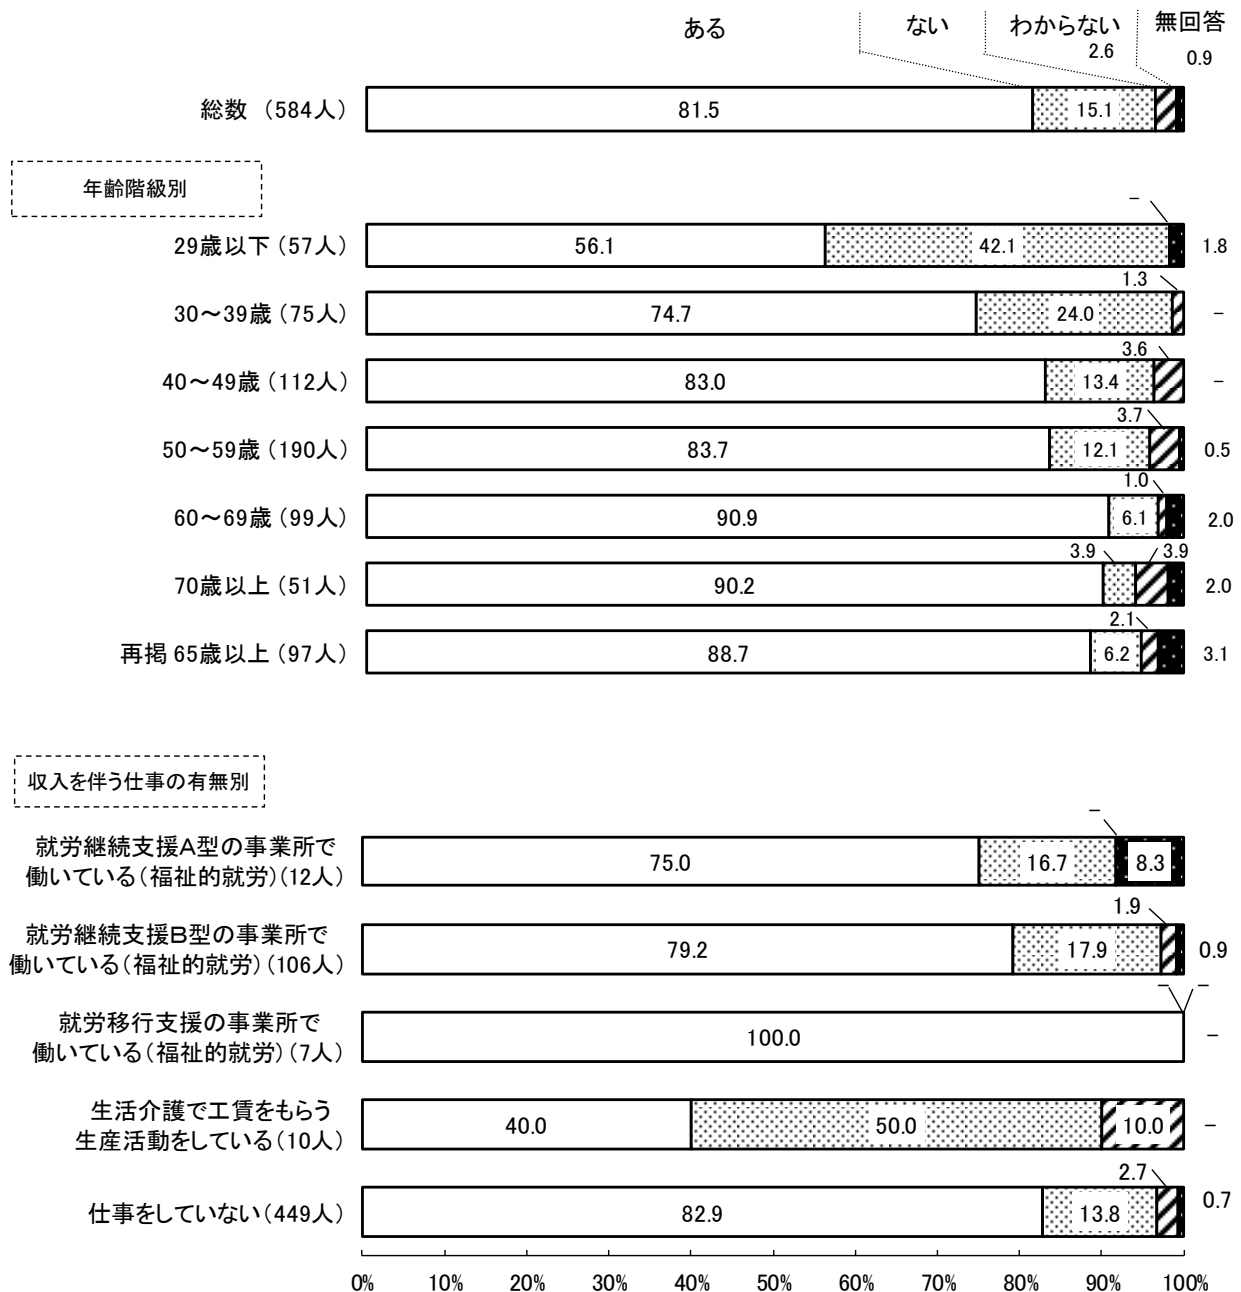 ある ない わからない 無回答
2.6 0.9
総数 (584人) 81.5 15.1
年齢階級別
－
29歳以下(57人) 56.1 42.1 1.8
1.3
30～39歳(75人) 74.7 24.0 －
3.6
40～49歳(112人) 83.0 13.4 －
3.7
50～59歳(190人) 83.7 12.1 0.5
1.0
60～69歳(99人) 90.9 6.1 2.0
3.9 3.9
70歳以上(51人) 90.2 2.0
2.1
再掲 65歳以上(97人) 88.7 6.2 3.1
収入を伴う仕事の有無別
－
就労継続支援A型の事業所で
働いている(福祉的就労)(12人) 75.0 16.7 8.3
1.9
就労継続支援B型の事業所で
働いている(福祉的就労)(106人) 79.2 17.9 0.9
－ －
就労移行支援の事業所で
働いている(福祉的就労)(7人) 100.0 －
生活介護で工賃をもらう
生産活動をしている(10人) 40.0 50.0 10.0 －
2.7
仕事をしていない(449人) 82.9 13.8 0.7
0% 10% 20% 30% 40% 50% 60% 70% 80% 90% 100%